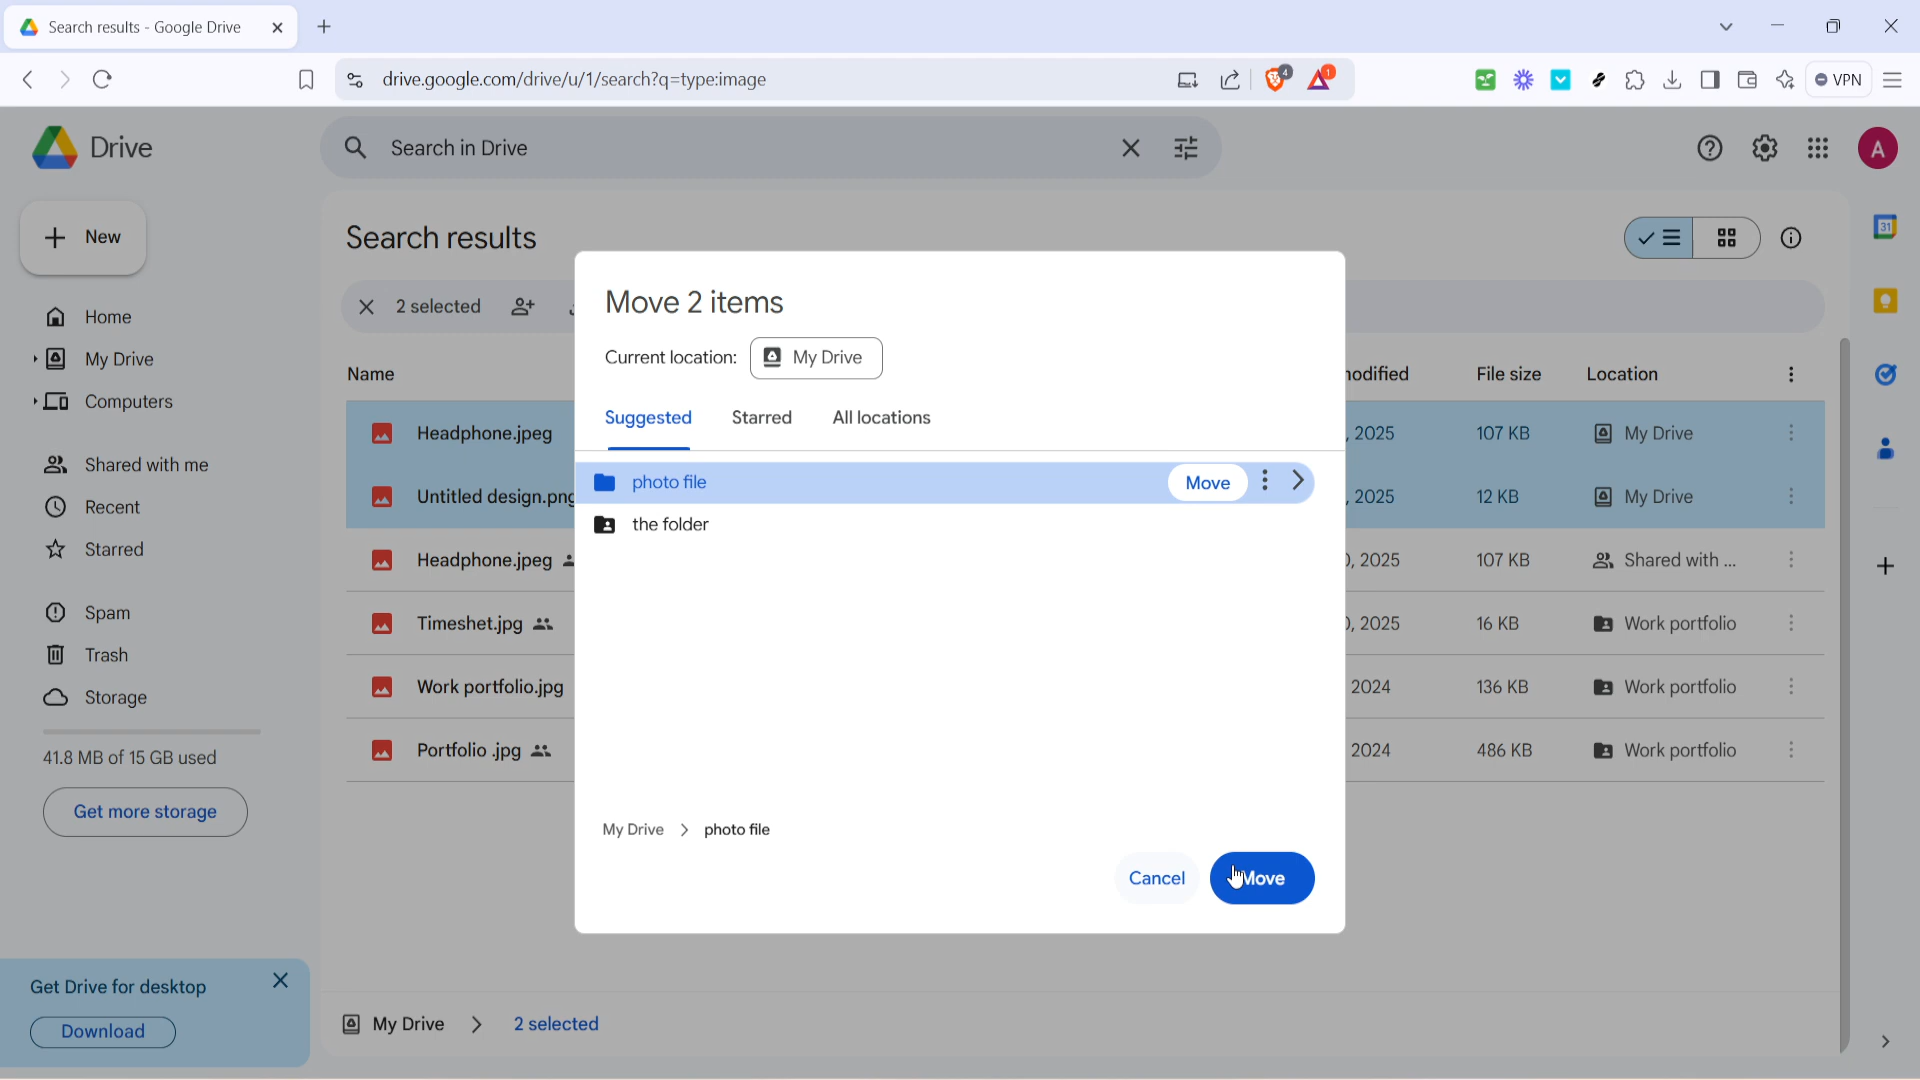 Search results - Google Drive
drive.google.com/drive/u/1/search?q=type:image
4
1
VPN
Drive
Search in Drive
A
New
Home
My Drive
Computers
Shared with me
Recent
Starred
Spam
Trash
Storage
41.8 MB of 15 GB used
Get more storage
Get Drive for desktop
Download
Search results
2 selected
Name
modified
File size
Location
Headphone.jpeg
, 2025
107 KB
My Drive
Untitled design.png
, 2025
12 KB
My Drive
Headphone.jpeg
, 2025
107 KB
Shared with ...
Timeshet.jpg
, 2025
16 KB
Work portfolio
Work portfolio.jpg
2024
136 KB
Work portfolio
Portfolio .jpg
2024
486 KB
Work portfolio
Move 2 items
Current location:
My Drive
Suggested
Starred
All locations
photo file
Move
the folder
My Drive > photo file
Cancel
Move
My Drive > 2 selected
31